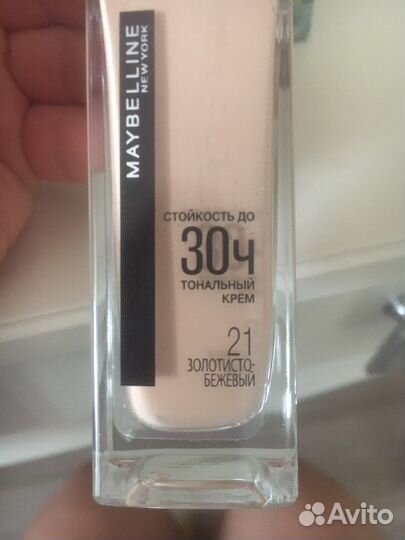 MAYBELLINE
NEW YORK
СТОЙКОСТЬ ДО
30Ч
ТОНАЛЬНЫЙ
КРЕМ
21
ЗОЛОТИСТО-
БЕЖЕВЫЙ
Avito